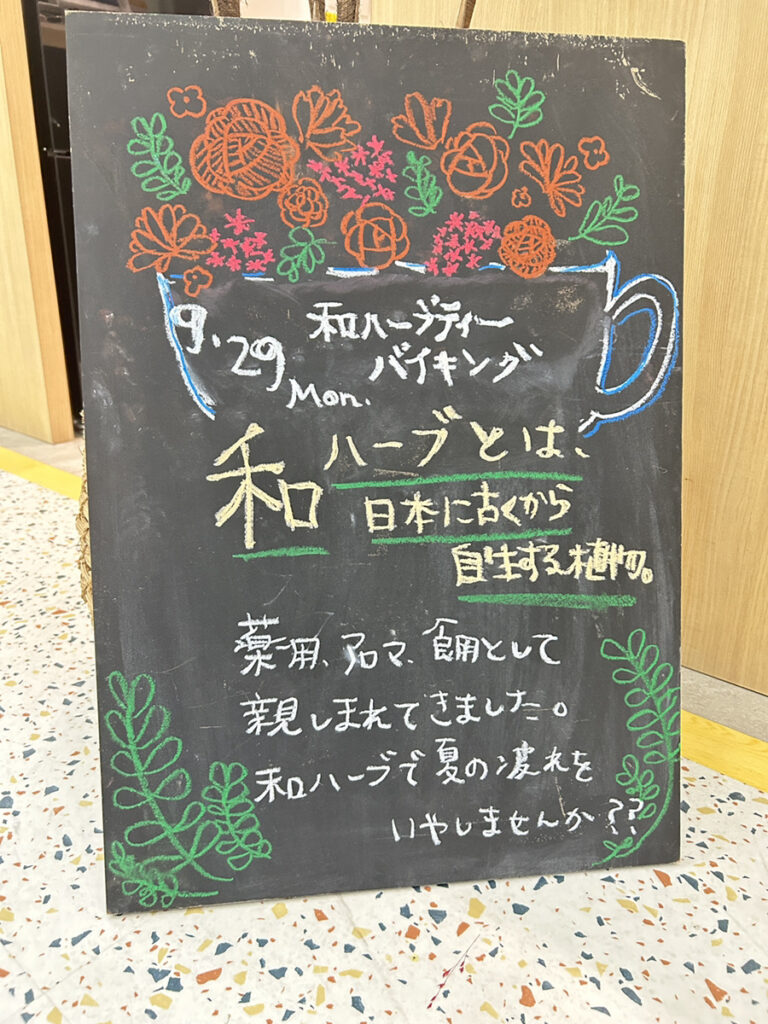 9.29 Mon.
和ハーブティー
バイキング
和ハーブとは、
日本に古くから
自生する植物。
薬用、アロマ、食用として
親しまれてきました。
和ハーブで夏の疲れを
いやしませんか??